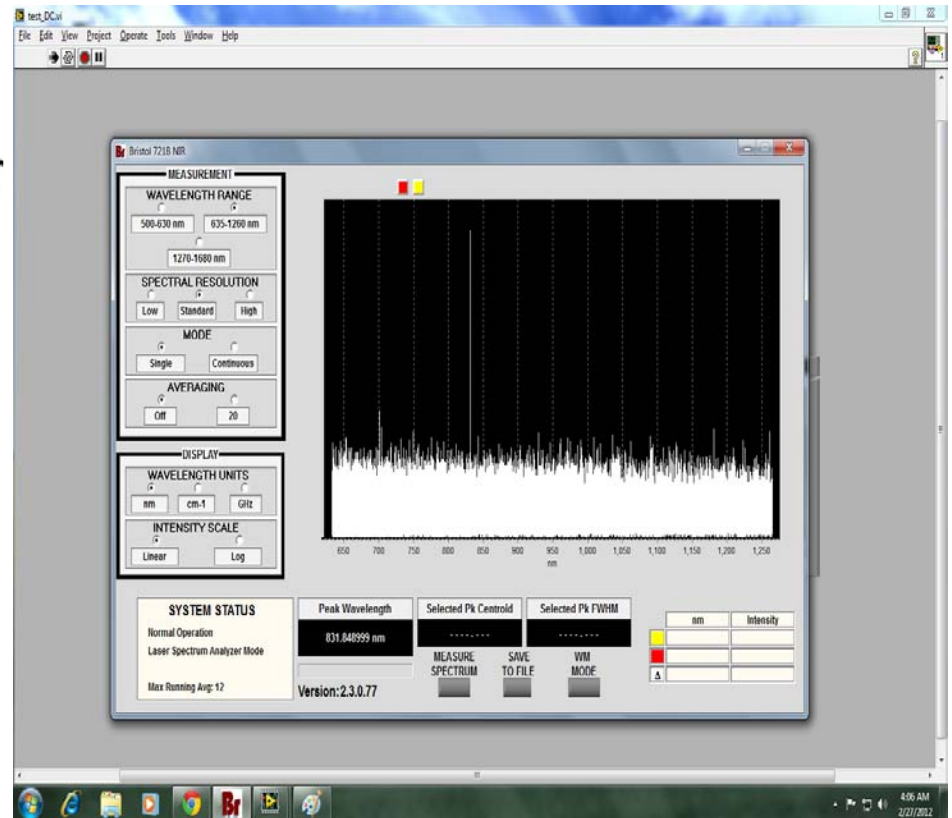 test_DC.vi
File Edit View Project Operate Tools Window Help
Bristol 721B NIR
MEASUREMENT
WAVELENGTH RANGE
500-630 nm 635-1260 nm
1270-1680 nm
SPECTRAL RESOLUTION
Low Standard High
MODE
Single Continuous
AVERAGING
Off 20
DISPLAY
WAVELENGTH UNITS
nm cm-1 GHz
INTENSITY SCALE
Linear Log
650 700 750 800 850 900 950 1,000 1,050 1,100 1,150 1,200 1,250
nm
SYSTEM STATUS
Normal Operation
Laser Spectrum Analyzer Mode
Max Running Avg: 12
Peak Wavelength
831.848999 nm
Version:2.3.0.77
Selected Pk Centroid
----.---
Selected Pk FWHM
----.---
MEASURE SPECTRUM
SAVE TO FILE
WM MODE
nm Intensity
Δ
Br
4:06 AM
2/27/2012